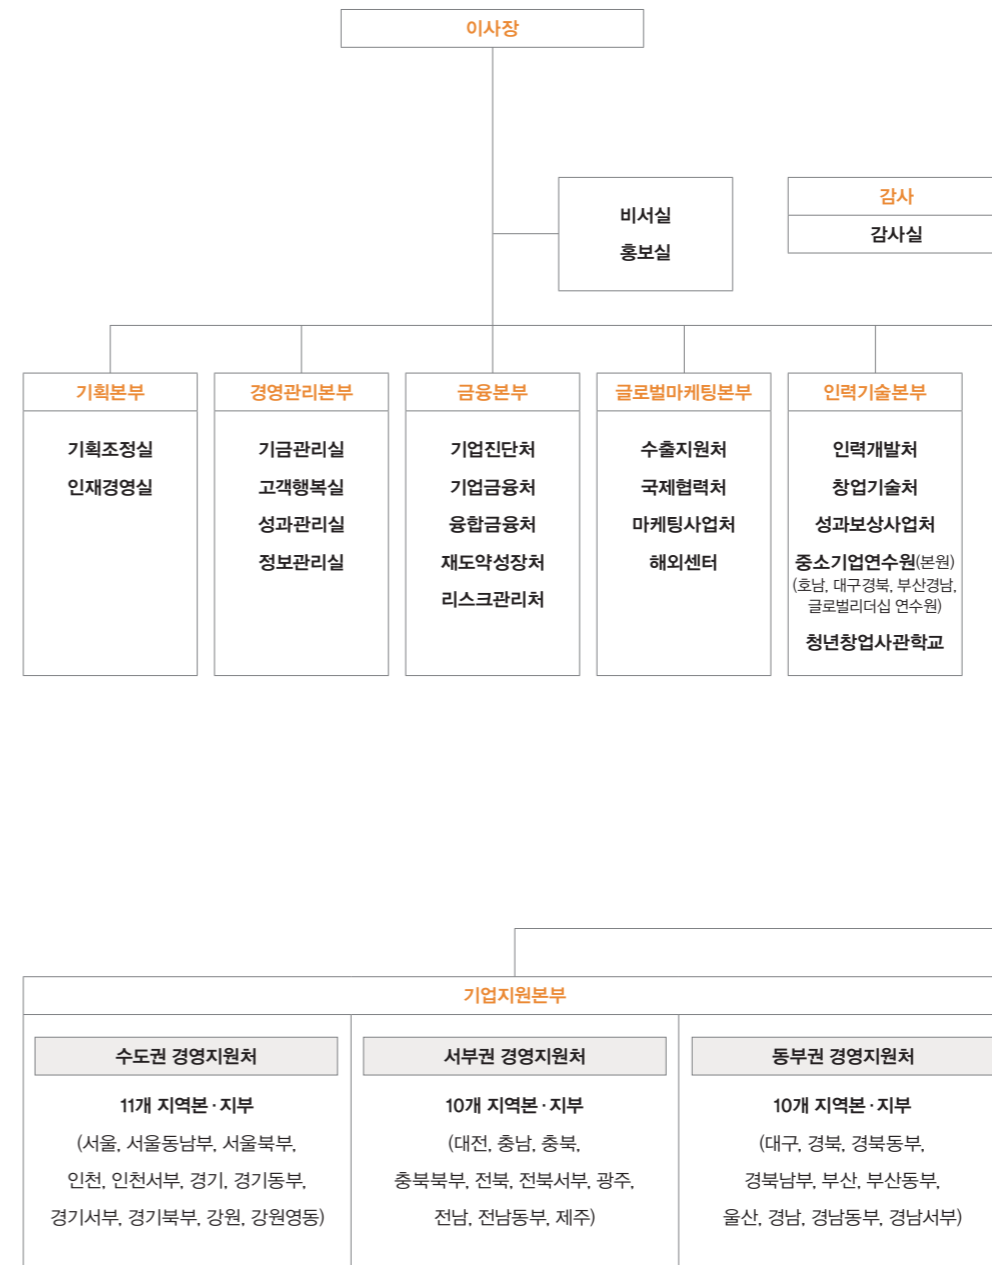 이사장
비서실
홍보실
감사
감사실
기획본부
기획조정실
인재경영실
경영관리본부
기금관리실
고객행복실
성과관리실
정보관리실
금융본부
기업진단처
기업금융처
융합금융처
재도약성장처
리스크관리처
글로벌마케팅본부
수출지원처
국제협력처
마케팅사업처
해외센터
인력기술본부
인력개발처
창업기술처
성과보상사업처
중소기업연수원(본원)
(호남, 대구경북, 부산경남,
글로벌리더십 연수원)
청년창업사관학교
기업지원본부
수도권 경영지원처
11개 지역본·지부
(서울, 서울동남부, 서울북부,
인천, 인천서부, 경기, 경기동부,
경기서부, 경기북부, 강원, 강원영동)
서부권 경영지원처
10개 지역본·지부
(대전, 충남, 충북,
충북북부, 전북, 전북서부, 광주,
전남, 전남동부, 제주)
동부권 경영지원처
10개 지역본·지부
(대구, 경북, 경북동부,
경북남부, 부산, 부산동부,
울산, 경남, 경남동부, 경남서부)